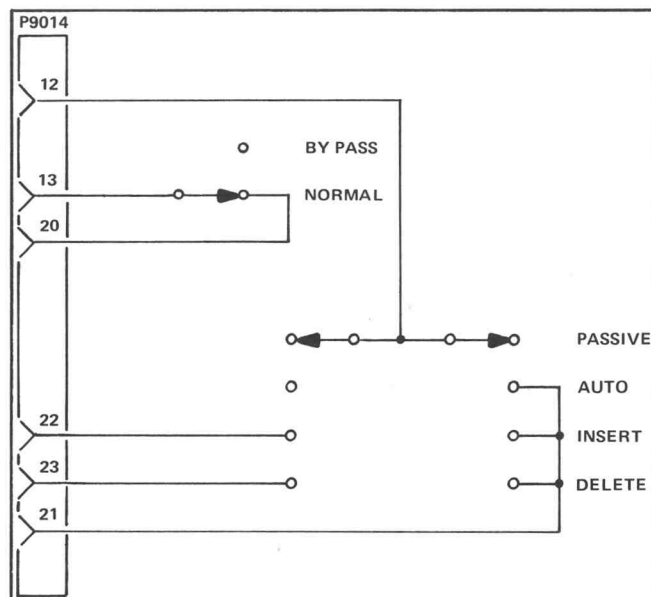 P9014
12
BY PASS
13
NORMAL
20
PASSIVE
AUTO
22
INSERT
23
DELETE
21